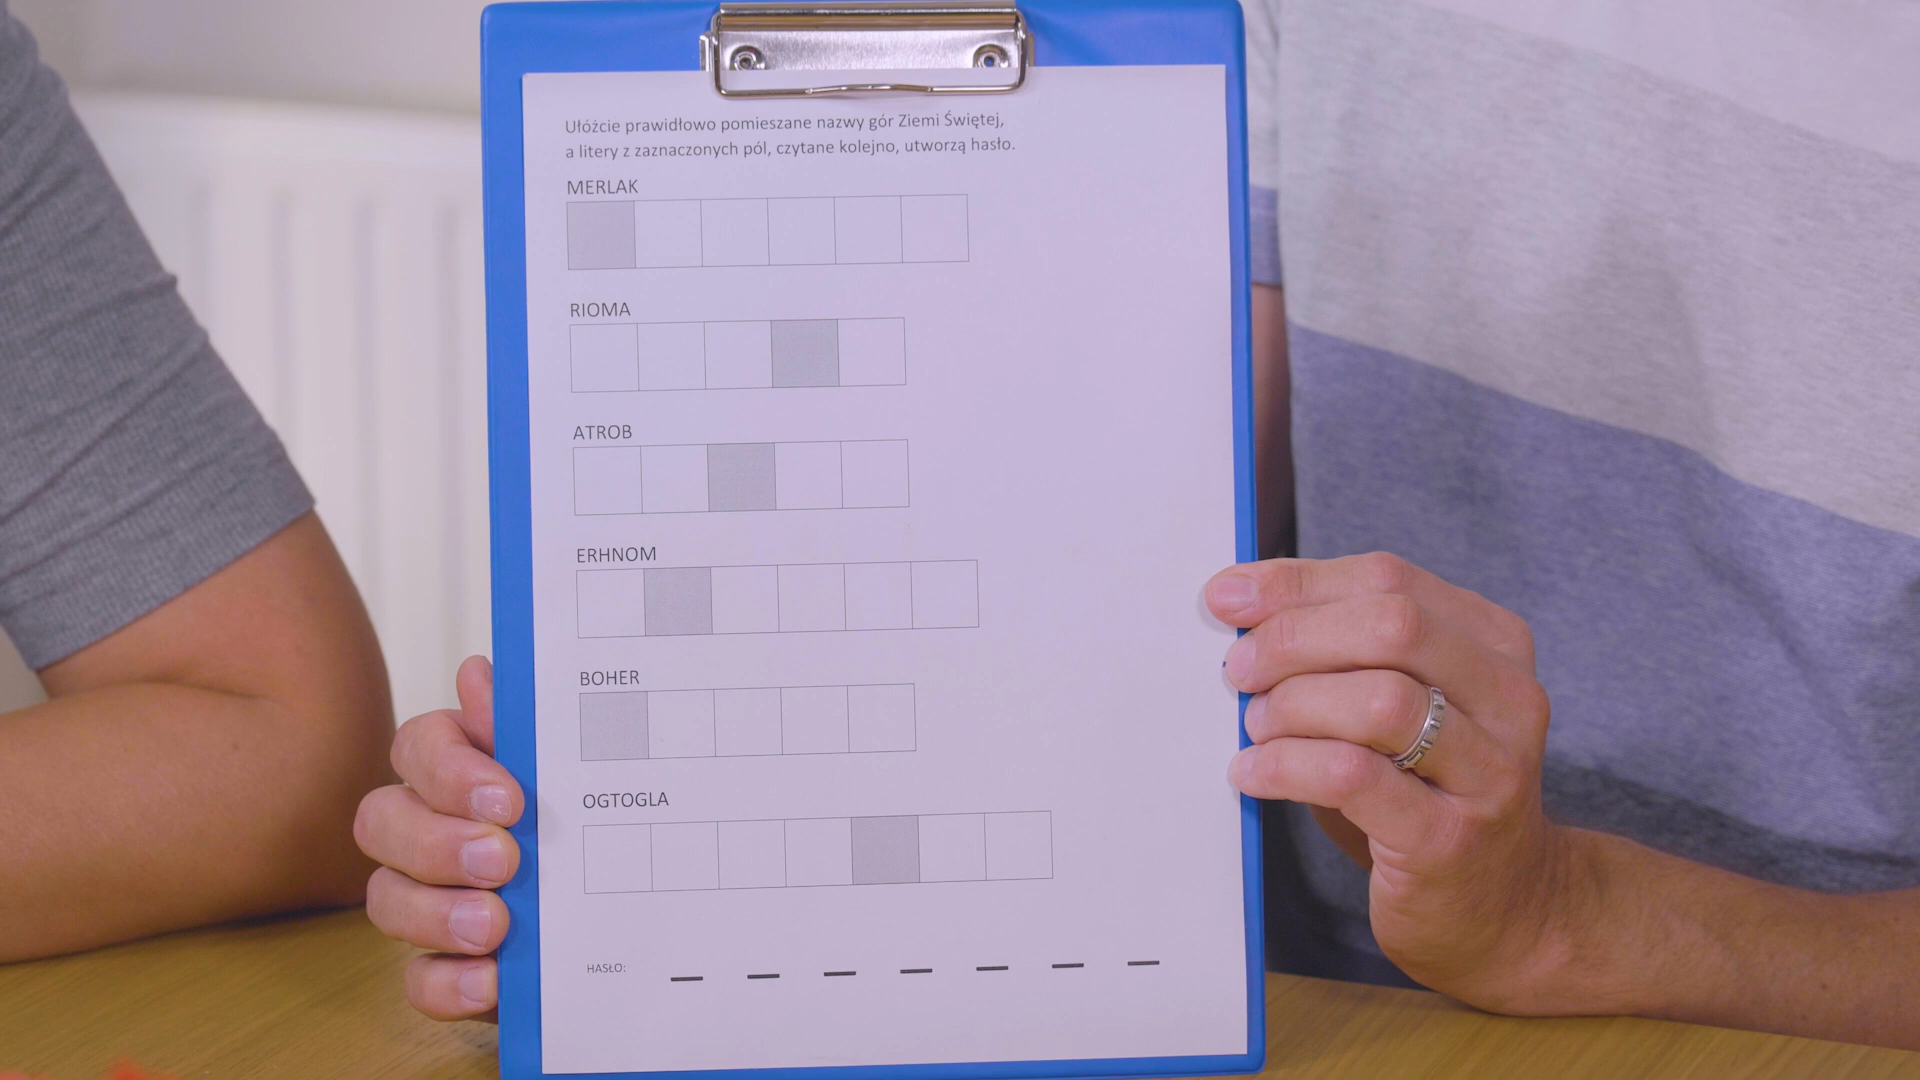 Ułóżcie prawidłowo pomieszane nazwy gór Ziemi Świętej,
a litery z zaznaczonych pól, czytane kolejno, utworzą hasło.
MERLAK
RIOMA
ATROB
ERHNOM
BOHER
OGTOGLA
HASŁO: